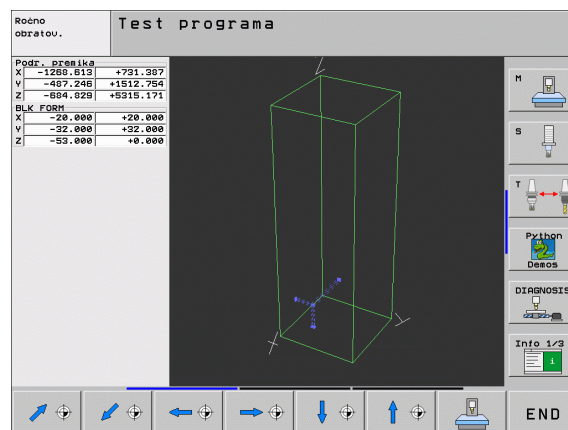 Ročno
obratov.
Test programa
Podr. premika
X -1268.613 +731.387
Y -487.246 +1512.754
Z -684.829 +5315.171
BLK FORM
X -20.000 +20.000
Y -32.000 +32.000
Z -53.000 +0.000
M
S
T
Python
Demos
DIAGNOSIS
Info 1/3
i
END